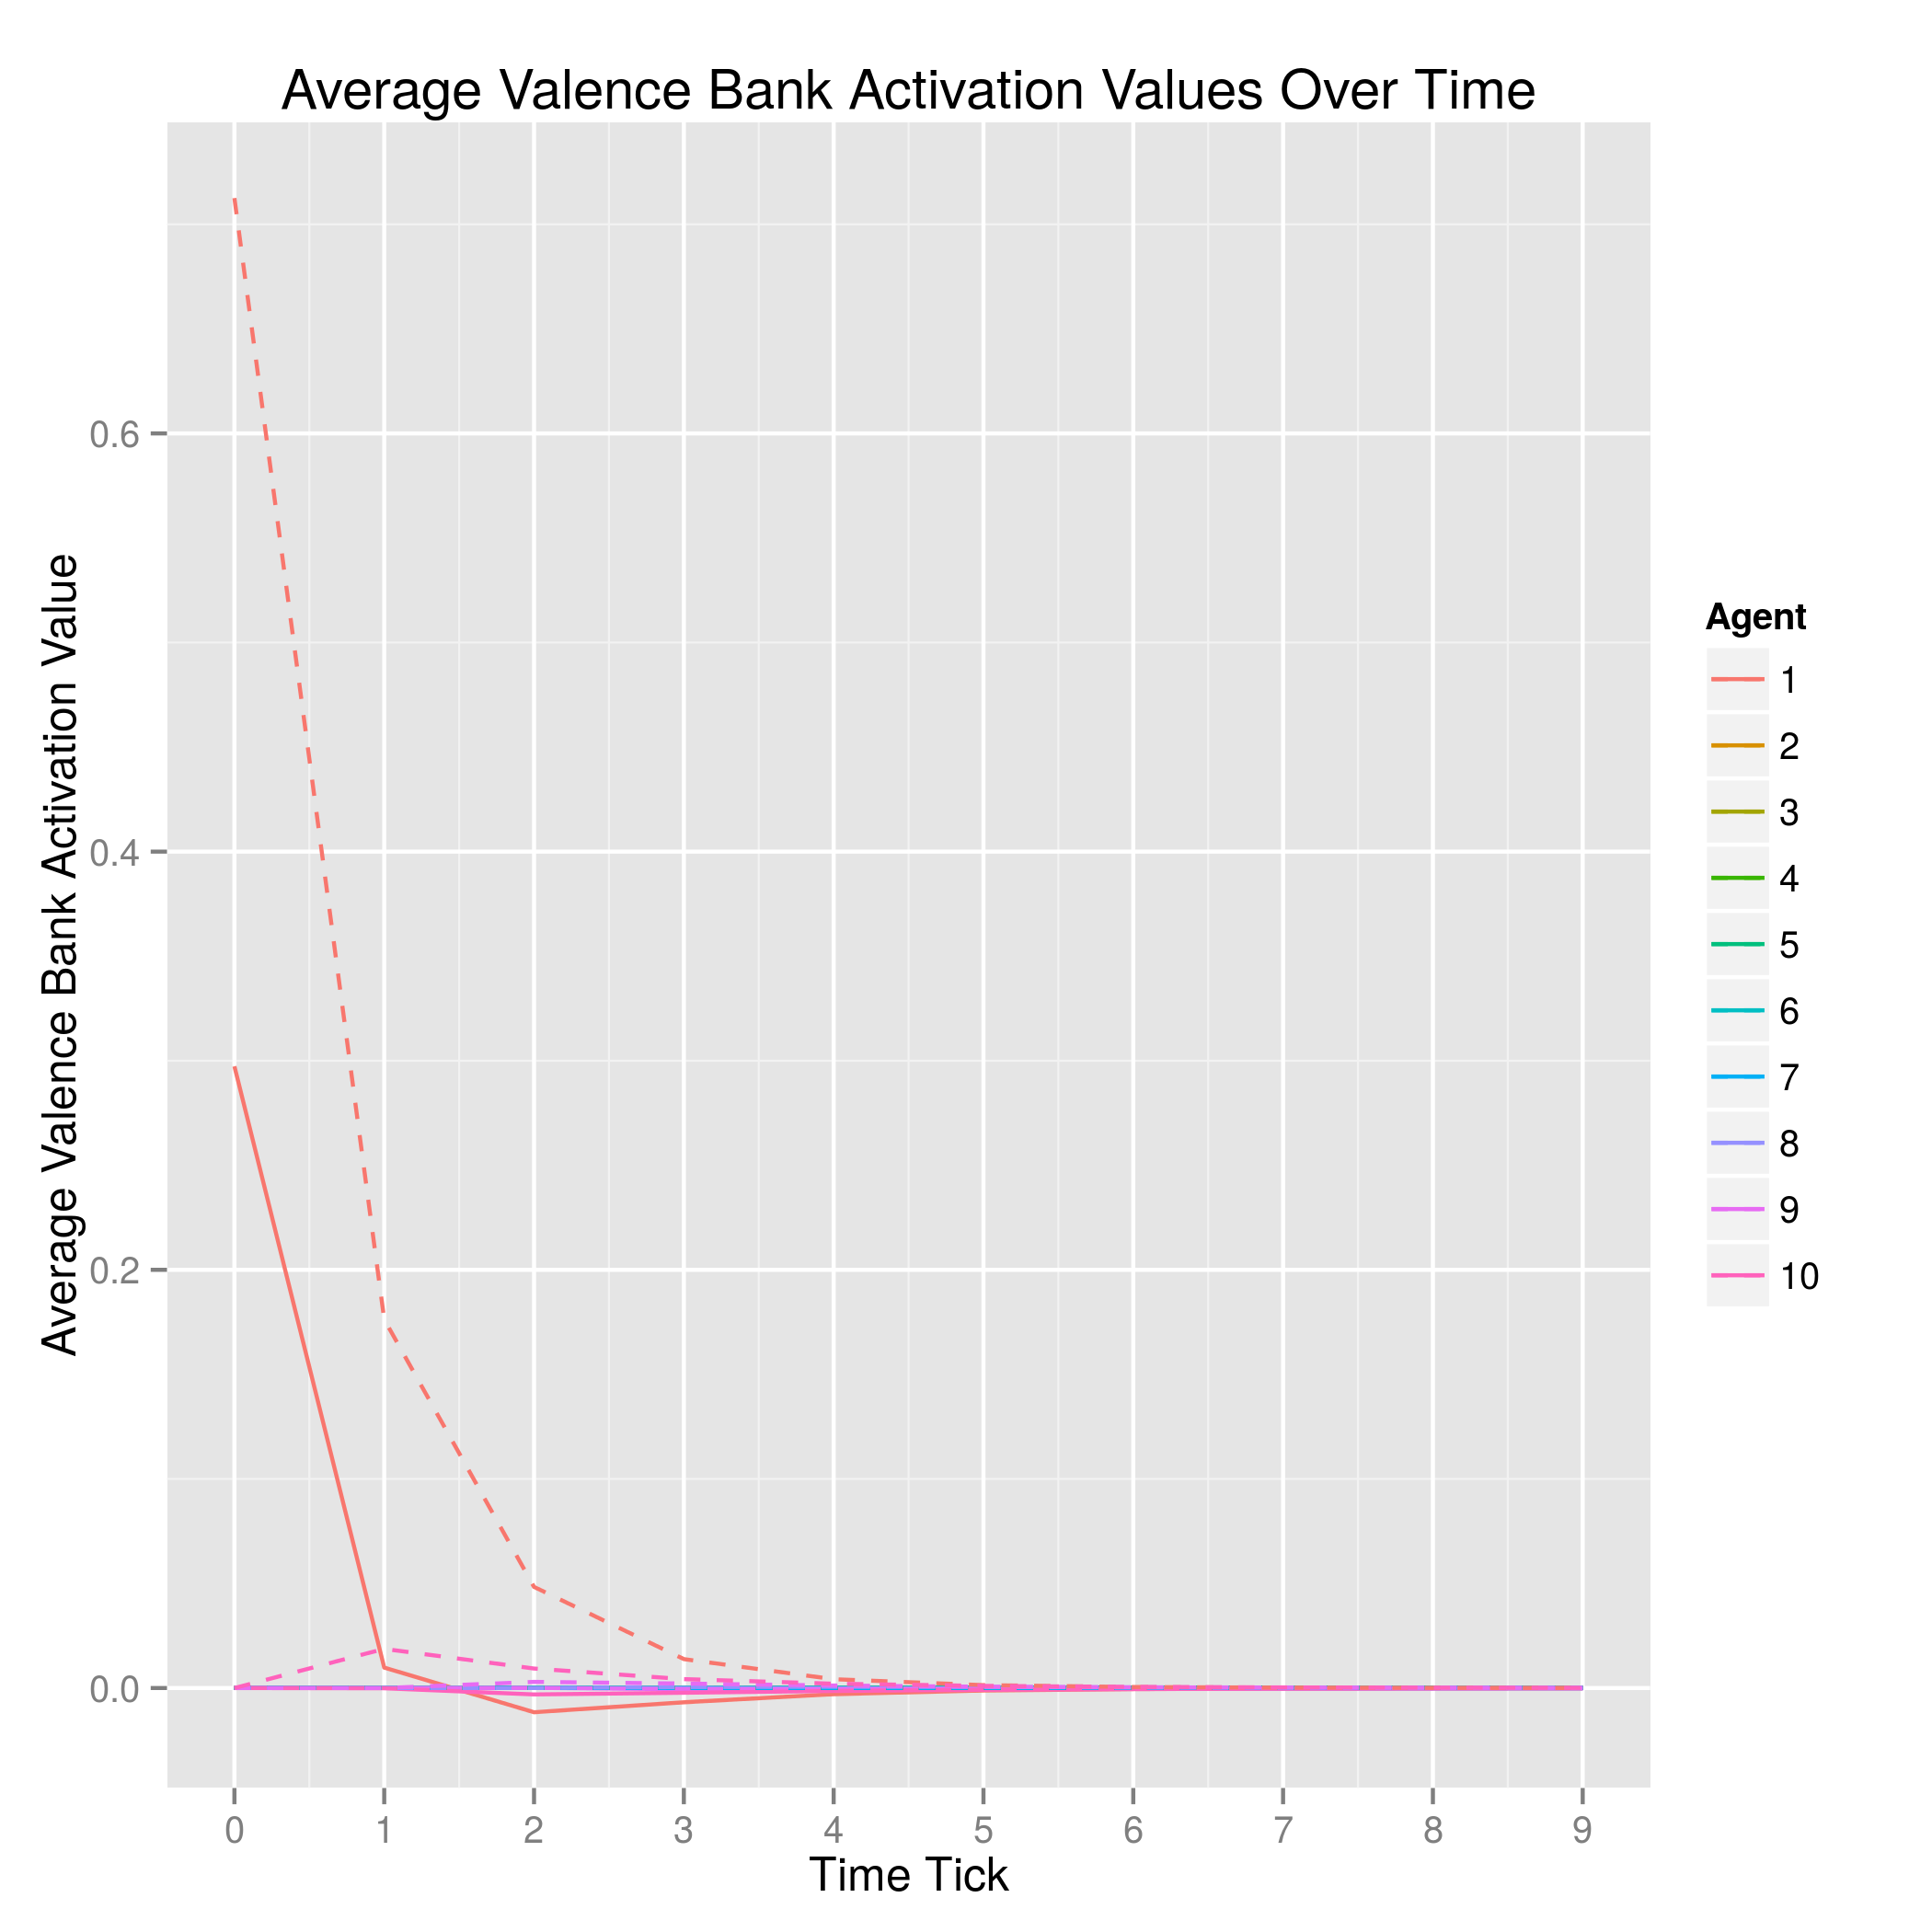 Average Valence Bank Activation Values Over Time
Average Valence Bank Activation Value
0.6
0.4
0.2
0.0
0 1 2 3 4 5 6 7 8 9
Time Tick
Agent
1
2
3
4
5
6
7
8
9
10